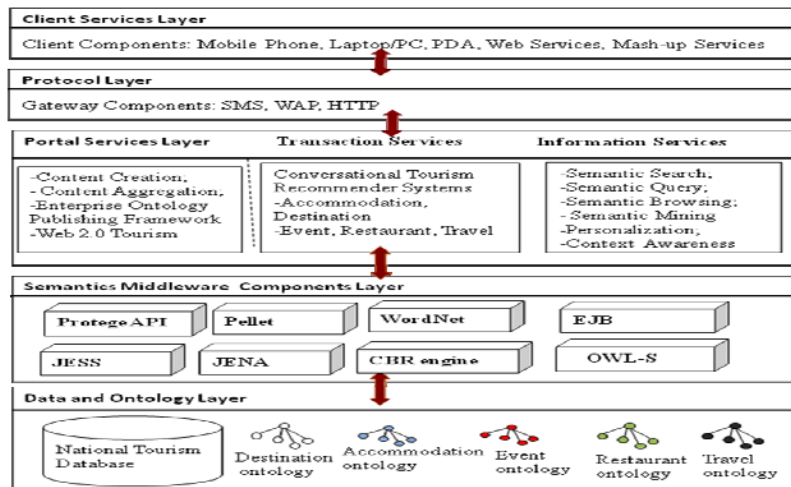 Client Services Layer
Client Components: Mobile Phone, Laptop/PC, PDA, Web Services, Mash-up Services
Protocol Layer
Gateway Components: SMS, WAP, HTTP
Portal Services Layer
Transaction Services
Information Services
-Content Creation;
- Content Aggregation,
-Enterprise Ontology
Publishing Framework
-Web 2.0 Tourism
Conversational Tourism
Recommender Systems
-Accommodation,
Destination
-Event, Restaurant, Travel
-Semantic Search;
-Semantic Query;
-Semantic Browsing;
- Semantic Mining
-Personalization;
-Context Awareness
Semantics Middleware Components Layer
Protege API
Pellet
WordNet
EJB
JESS
JENA
CBR engine
OWL-S
Data and Ontology Layer
National Tourism
Database
Destination
ontology
Accommodation
ontology
Event
ontology
Restaurant
ontology
Travel
ontology